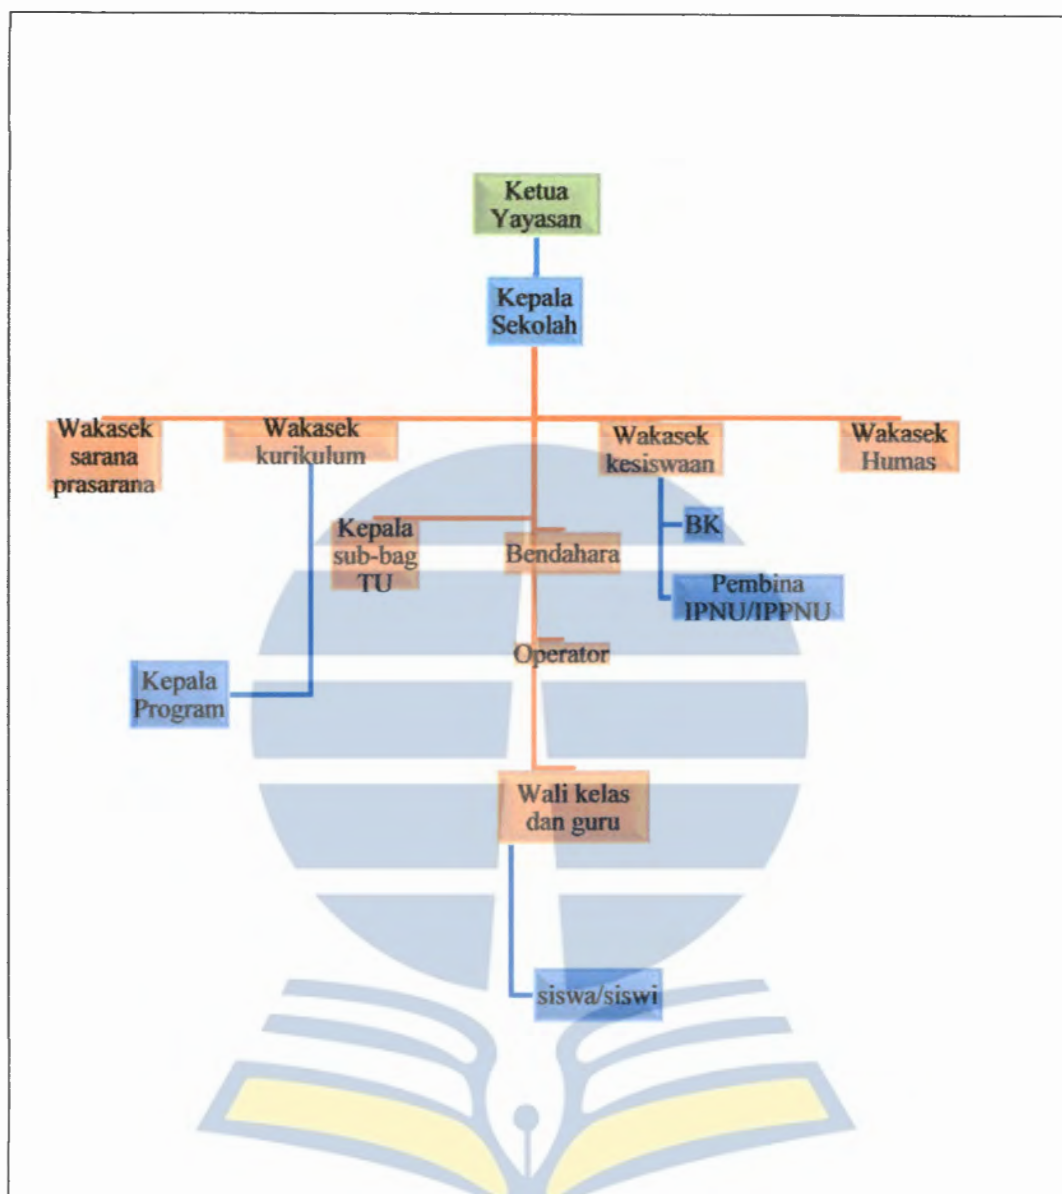 Ketua
Yayasan
Kepala
Sekolah
Wakasek
sarana
prasarana
Wakasek
kurikulum
Wakasek
kesiswaan
Wakasek
Humas
Kepala
sub-bag
TU
Bendahara
BK
Pembina
IPNU/IPPNU
Operator
Kepala
Program
Wali kelas
dan guru
siswa/siswi